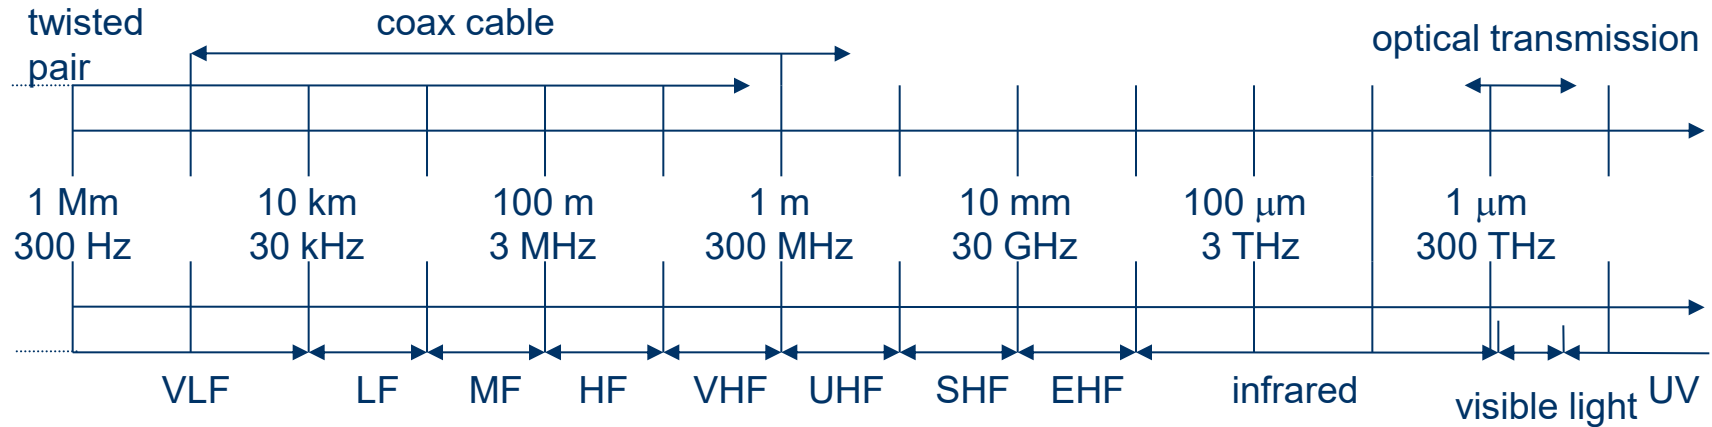 twisted
pair
coax cable
optical transmission
1 Mm 10 km 100 m 1 m 10 mm 100 μm 1 μm
300 Hz 30 kHz 3 MHz 300 MHz 30 GHz 3 THz 300 THz
VLF LF MF HF VHF UHF SHF EHF infrared visible light UV